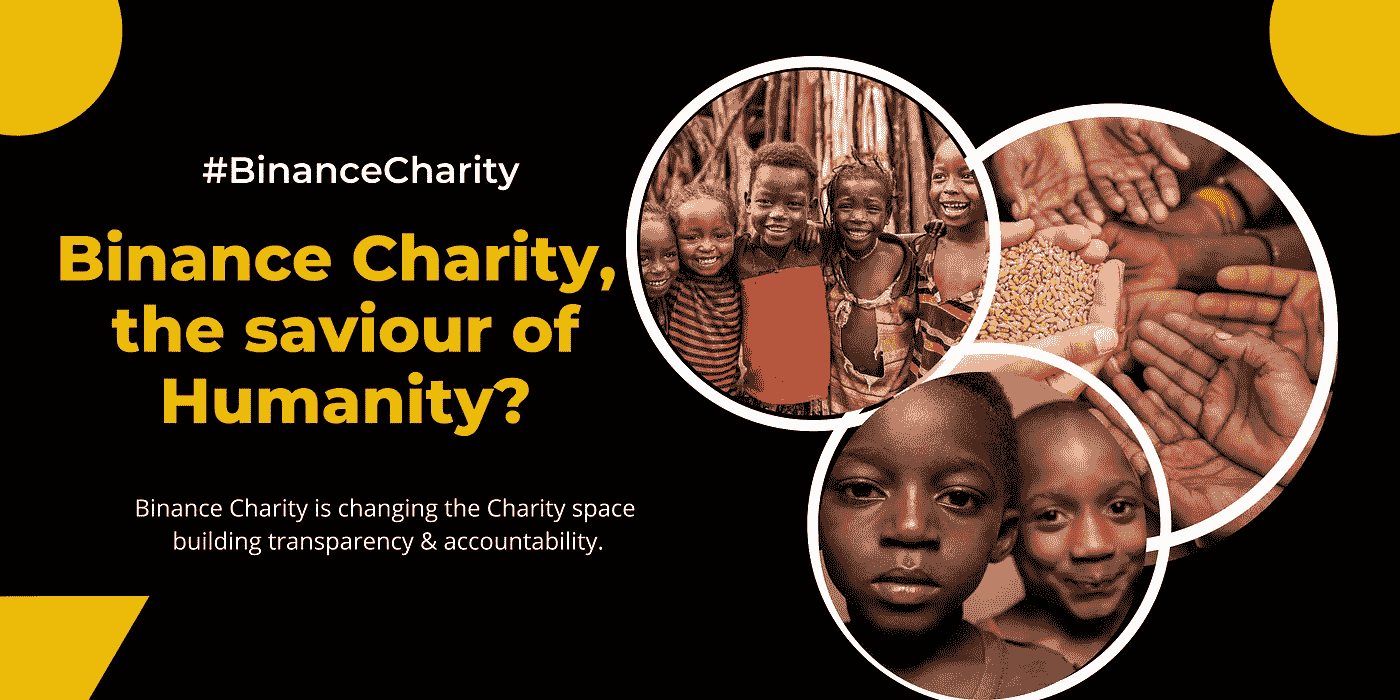 #BinanceCharity
Binance Charity,
the saviour of
Humanity?
Binance Charity is changing the Charity space
building transparency & accountability.